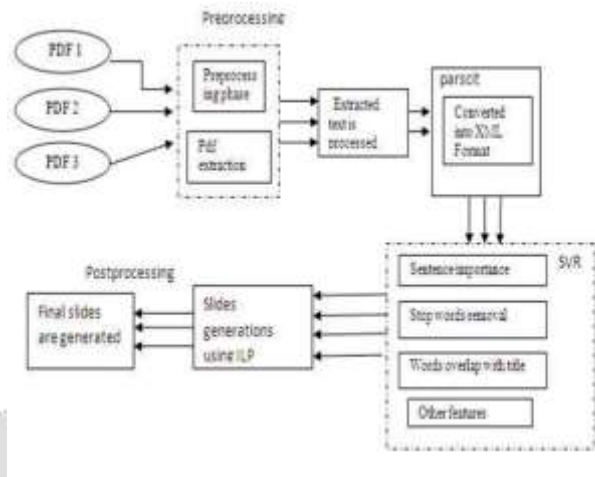 Preprocessing
PDF 1
PDF 2
PDF 3
Preprocess
ing phase
Pdf
extraction
Extracted
text is
processed
parscit
Converted
into XML
Format
SVR
Sentence importance
Stop words removal
Words overlap with title
Other features
Slides
generations
using ILP
Postprocessing
Final slides
are generated